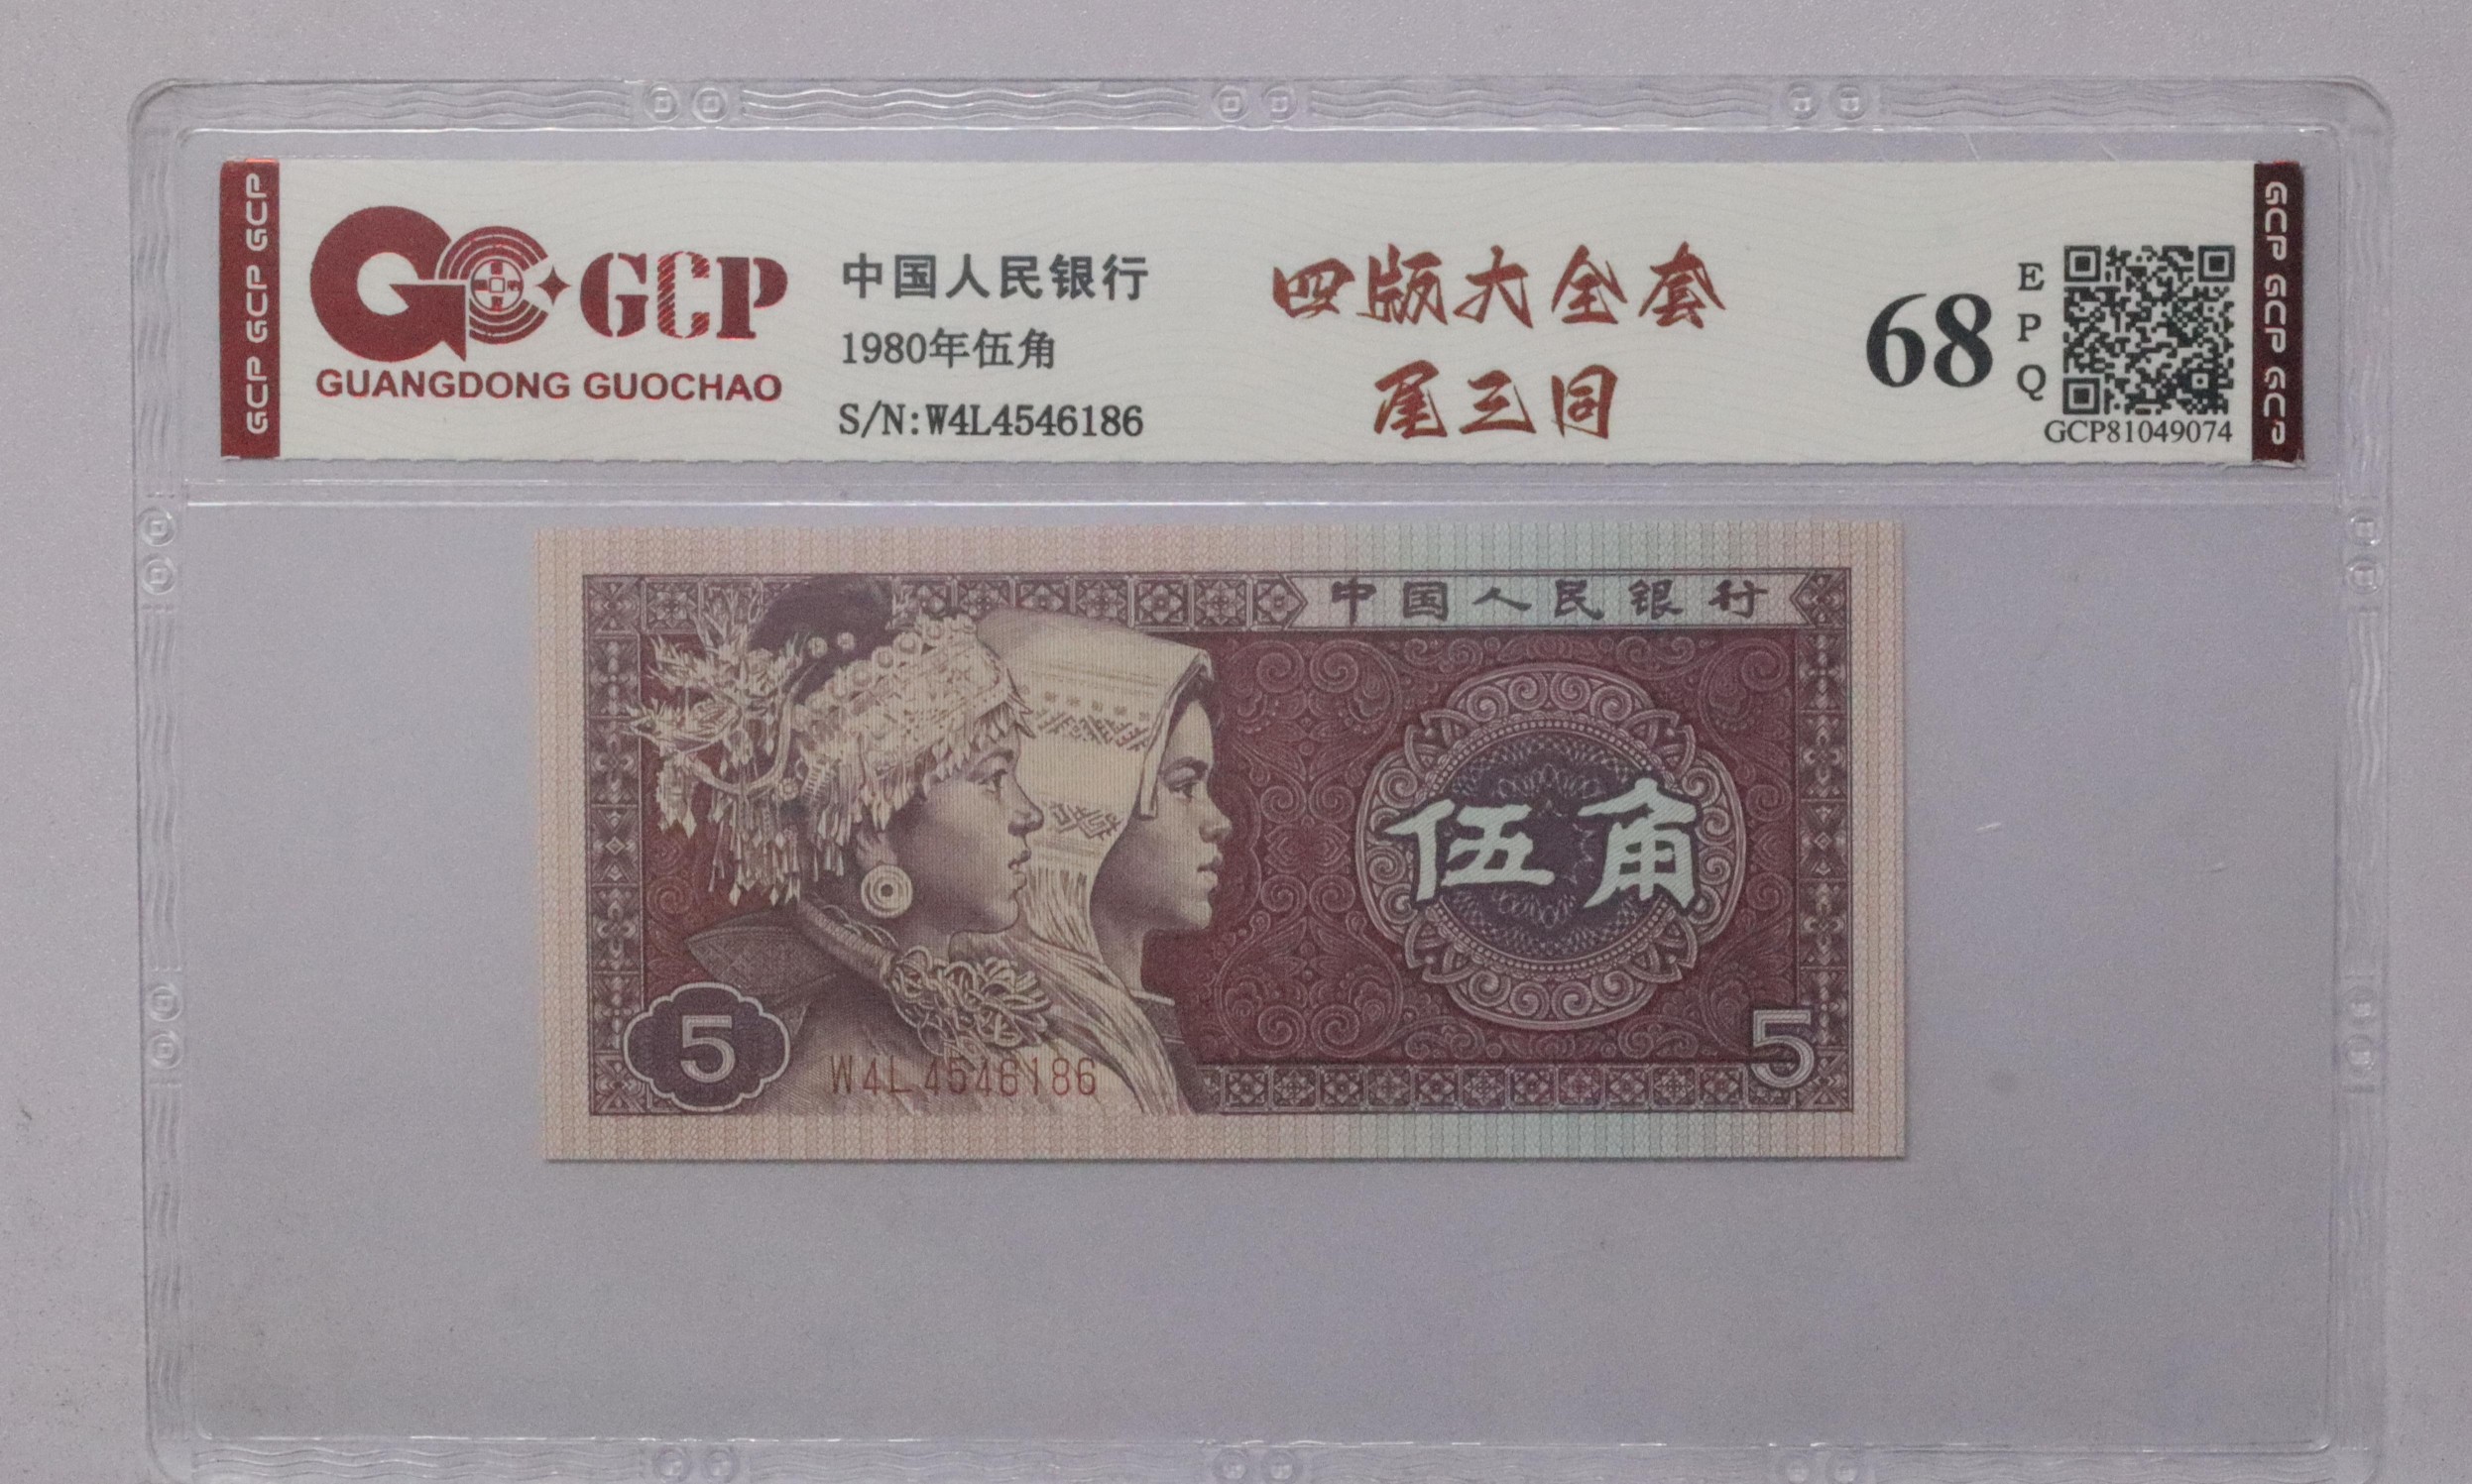 GCP GCP GCP
GCP
GUANGDONG GUOCHAO
中国人民银行
1980年伍角
S/N:W4L4546186
四版大全套
尾三同
68
E
P
Q
GCP81049074
GCP GCP GCP
中国人民银行
伍角
5
W4L4546186
5